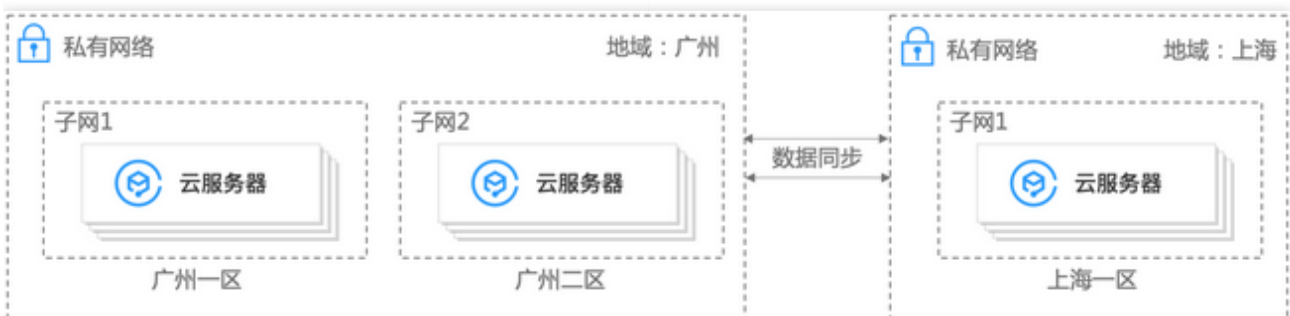 私有网络
地域：广州
子网1
云服务器
广州一区
子网2
云服务器
广州二区
数据同步
私有网络
地域：上海
子网1
云服务器
上海一区